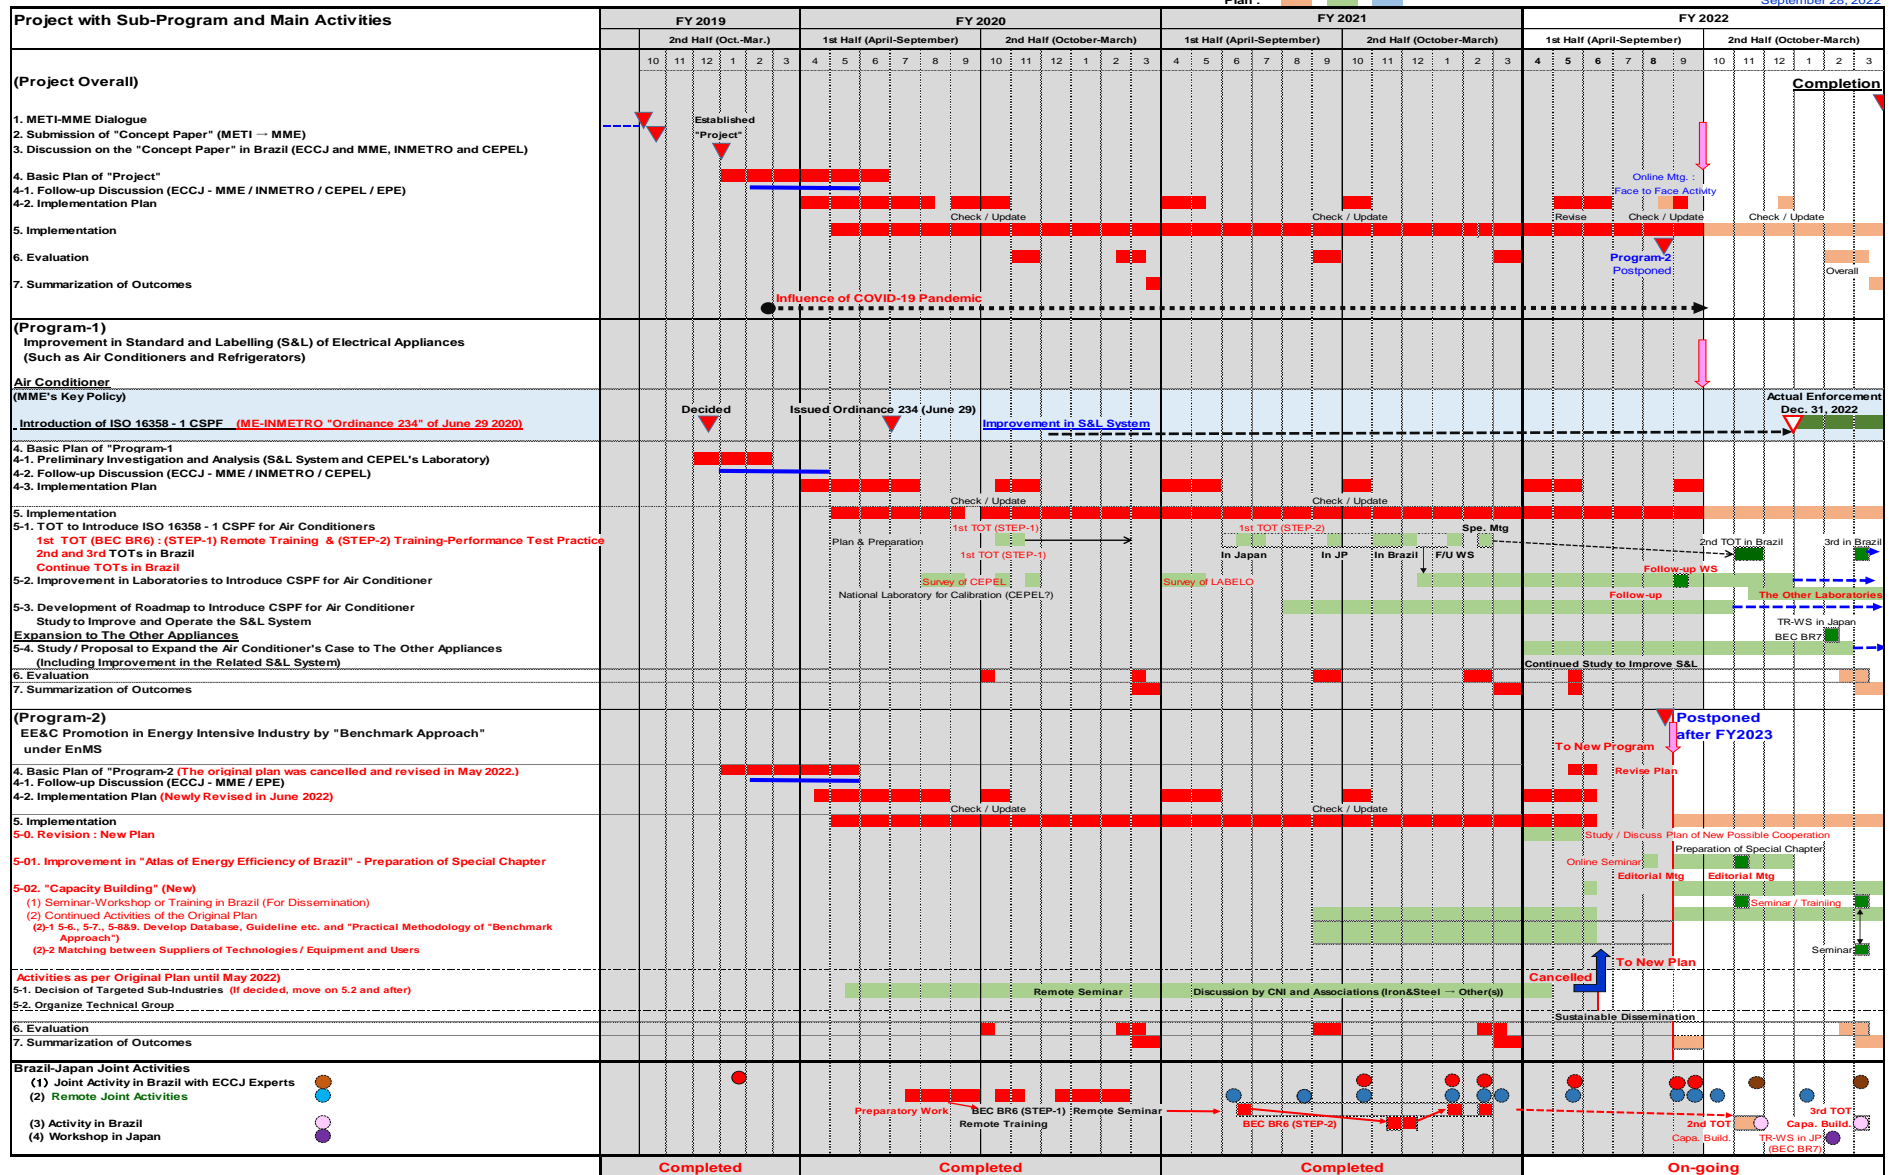 Plan :
September 28, 2022
Project with Sub-Program and Main Activities
FY 2019
FY 2020
FY 2021
FY 2022
2nd Half (Oct.-Mar.)
1st Half (April-September)
2nd Half (October-March)
1st Half (April-September)
2nd Half (October-March)
1st Half (April-September)
2nd Half (October-March)
10 11 12 1 2 3 4 5 6 7 8 9 10 11 12 1 2 3 4 5 6 7 8 9 10 11 12 1 2 3 4 5 6 7 8 9 10 11 12 1 2 3
(Project Overall)
Completion
1. METI-MME Dialogue
Established
2. Submission of "Concept Paper" (METI → MME)
"Project"
3. Discussion on the "Concept Paper" in Brazil (ECCJ and MME, INMETRO and CEPEL)
4. Basic Plan of "Project"
Online Mtg. :
4-1. Follow-up Discussion (ECCJ - MME / INMETRO / CEPEL / EPE)
Face to Face Activity
4-2. Implementation Plan
Check / Update
Check / Update
Revise
Check / Update
Check / Update
5. Implementation
6. Evaluation
Program-2
Postponed
Overall
7. Summarization of Outcomes
Influence of COVID-19 Pandemic
(Program-1)
Improvement in Standard and Labelling (S&L) of Electrical Appliances
(Such as Air Conditioners and Refrigerators)
Air Conditioner
(MME's Key Policy)
Actual Enforcement
Decided
Issued Ordinance 234 (June 29)
Dec. 31, 2022
Introduction of ISO 16358 - 1 CSPF (ME-INMETRO "Ordinance 234" of June 29 2020)
Improvement in S&L System
4. Basic Plan of "Program-1
4-1. Preliminary Investigation and Analysis (S&L System and CEPEL's Laboratory)
4-2. Follow-up Discussion (ECCJ - MME / INMETRO / CEPEL)
4-3. Implementation Plan
Check / Update
Check / Update
5. Implementation
5-1. TOT to Introduce ISO 16358 - 1 CSPF for Air Conditioners
1st TOT (STEP-1)
1st TOT (STEP-2)
Spe. Mtg
1st TOT (BEC BR6) : (STEP-1) Remote Training & (STEP-2) Training-Performance Test Practice
Plan & Preparation
2nd TOT in Brazil
3rd in Brazil
2nd and 3rd TOTs in Brazil
1st TOT (STEP-1)
In Japan
In JP
In Brazil
F/U WS
Continue TOTs in Brazil
Follow-up WS
5-2. Improvement in Laboratories to Introduce CSPF for Air Conditioner
Survey of CEPEL
Survey of LABELO
National Laboratory for Calibration (CEPEL?)
Follow-up
The Other Laboratories
5-3. Development of Roadmap to Introduce CSPF for Air Conditioner
Study to Improve and Operate the S&L System
TR-WS in Japan
Expansion to The Other Appliances
BEC BR7
5-4. Study / Proposal to Expand the Air Conditioner's Case to The Other Appliances
(Including Improvement in the Related S&L System)
Continued Study to Improve S&L
6. Evaluation
7. Summarization of Outcomes
(Program-2)
Postponed
EE&C Promotion in Energy Intensive Industry by "Benchmark Approach"
after FY2023
under EnMS
To New Program
4. Basic Plan of "Program-2 (The original plan was cancelled and revised in May 2022.)
Revise Plan
4-1. Follow-up Discussion (ECCJ - MME / EPE)
4-2. Implementation Plan (Newly Revised in June 2022)
Check / Update
Check / Update
5. Implementation
5-0. Revision : New Plan
Study / Discuss Plan of New Possible Cooperation
Preparation of Special Chapter
5-01. Improvement in "Atlas of Energy Efficiency of Brazil" - Preparation of Special Chapter
Online Seminar
Editorial Mtg
Editorial Mtg
5-02. "Capacity Building" (New)
(1) Seminar-Workshop or Training in Brazil (For Dissemination)
Seminar / Trainiing
(2) Continued Activities of the Original Plan
(2)-1 5-6., 5-7., 5-8&9. Develop Database, Guideline etc. and "Practical Methodology of "Benchmark
Approach")
(2)-2 Matching between Suppliers of Technologies / Equipment and Users
Seminar
To New Plan
Activities as per Original Plan until May 2022)
Cancelled
5-1. Decision of Targeted Sub-Industries (If decided, move on 5.2 and after)
Remote Seminar
Discussion by CNI and Associations (Iron&Steel → Other(s))
5-2. Organize Technical Group
Sustainable Dissemination
6. Evaluation
7. Summarization of Outcomes
Brazil-Japan Joint Activities
(1) Joint Activity in Brazil with ECCJ Experts
(2) Remote Joint Activities
Preparatory Work
BEC BR6 (STEP-1)
Remote Seminar
3rd TOT
(3) Activity in Brazil
Remote Training
BEC BR6 (STEP-2)
2nd TOT
Capa. Build.
(4) Workshop in Japan
Capa. Build.
TR-WS in JP
(BEC BR7)
Completed
Completed
Completed
On-going